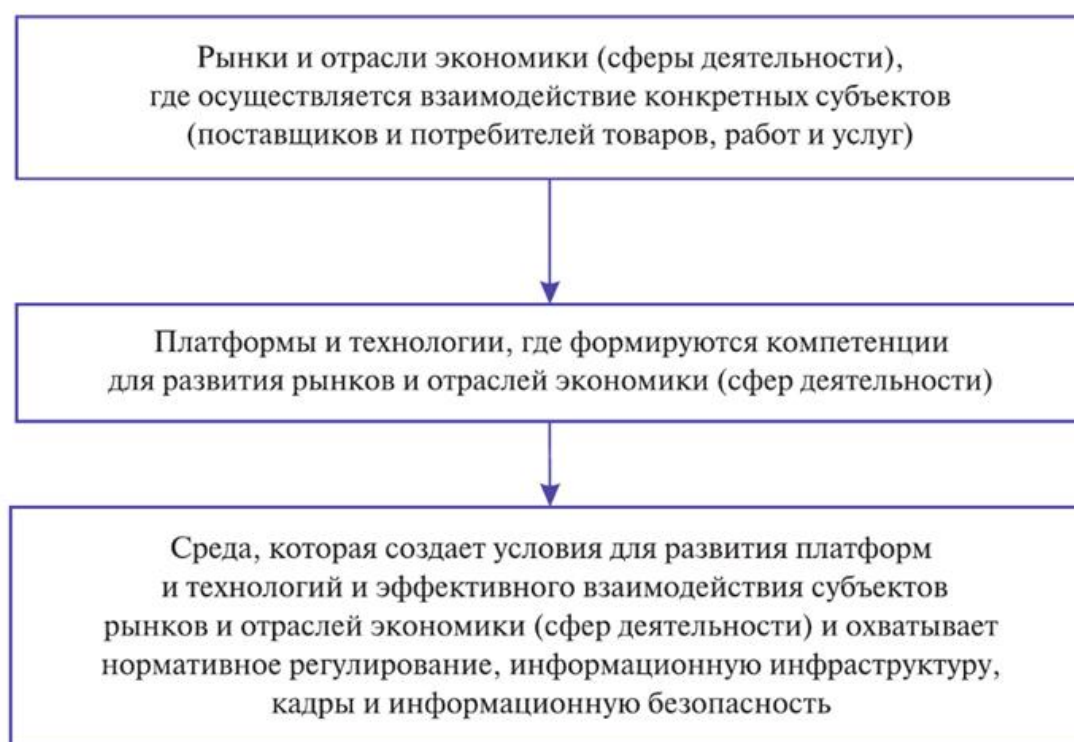 Рынки и отрасли экономики (сферы деятельности),
где осуществляется взаимодействие конкретных субъектов
(поставщиков и потребителей товаров, работ и услуг)
Платформы и технологии, где формируются компетенции
для развития рынков и отраслей экономики (сфер деятельности)
Среда, которая создает условия для развития платформ
и технологий и эффективного взаимодействия субъектов
рынков и отраслей экономики (сфер деятельности) и охватывает
нормативное регулирование, информационную инфраструктуру,
кадры и информационную безопасность